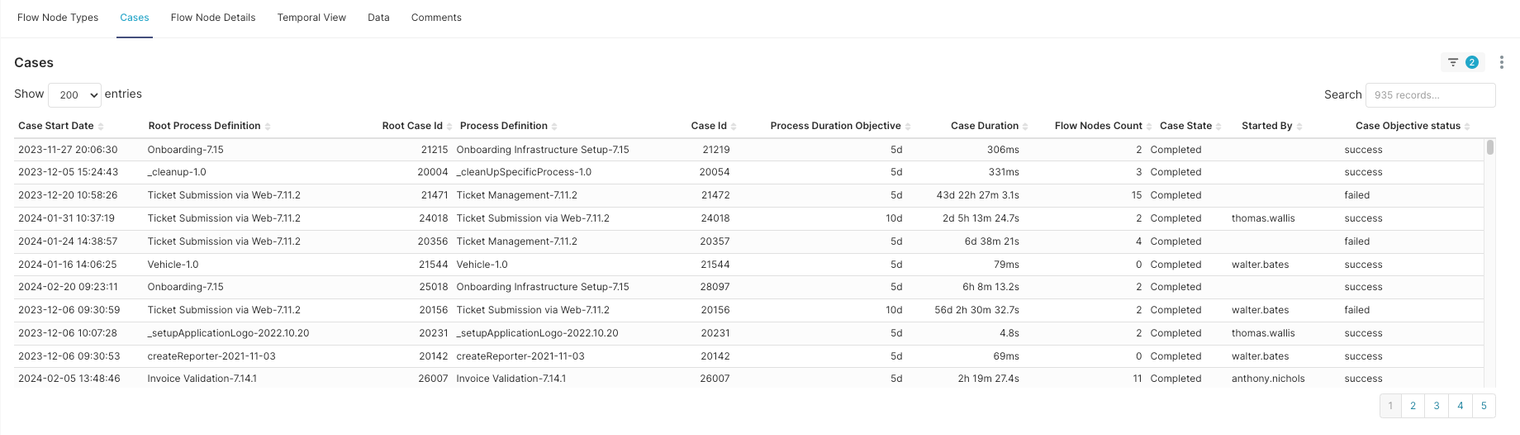 Flow Node Types Cases Flow Node Details Temporal View Data Comments
Cases 2
Show 200 entries Search 935 records...
Case Start Date Root Process Definition Root Case Id Process Definition Case Id Process Duration Objective Case Duration Flow Nodes Count Case State Started By Case Objective status
2023-11-27 20:06:30 Onboarding-7.15 21215 Onboarding Infrastructure Setup-7.15 21219 5d 306ms 2 Completed success
2023-12-05 15:24:43 _cleanup-1.0 20004 _cleanUpSpecificProcess-1.0 20054 5d 331ms 3 Completed success
2023-12-20 10:58:26 Ticket Submission via Web-7.11.2 21471 Ticket Management-7.11.2 21472 5d 43d 22h 27m 3.1s 15 Completed failed
2024-01-31 10:37:19 Ticket Submission via Web-7.11.2 24018 Ticket Submission via Web-7.11.2 24018 10d 2d 5h 13m 24.7s 2 Completed thomas.wallis success
2024-01-24 14:38:57 Ticket Submission via Web-7.11.2 20356 Ticket Management-7.11.2 20357 5d 6d 38m 21s 4 Completed failed
2024-01-16 14:06:25 Vehicle-1.0 21544 Vehicle-1.0 21544 5d 79ms 0 Completed walter.bates success
2024-02-20 09:23:11 Onboarding-7.15 25018 Onboarding Infrastructure Setup-7.15 28097 5d 6h 8m 13.2s 2 Completed success
2023-12-06 09:30:59 Ticket Submission via Web-7.11.2 20156 Ticket Submission via Web-7.11.2 20156 10d 56d 2h 30m 32.7s 2 Completed walter.bates failed
2023-12-06 10:07:28 _setupApplicationLogo-2022.10.20 20231 _setupApplicationLogo-2022.10.20 20231 5d 4.8s 2 Completed thomas.wallis success
2023-12-06 09:30:53 createReporter-2021-11-03 20142 createReporter-2021-11-03 20142 5d 69ms 0 Completed walter.bates success
2024-02-05 13:48:46 Invoice Validation-7.14.1 26007 Invoice Validation-7.14.1 26007 5d 2h 19m 27.4s 11 Completed anthony.nichols success
1 2 3 4 5